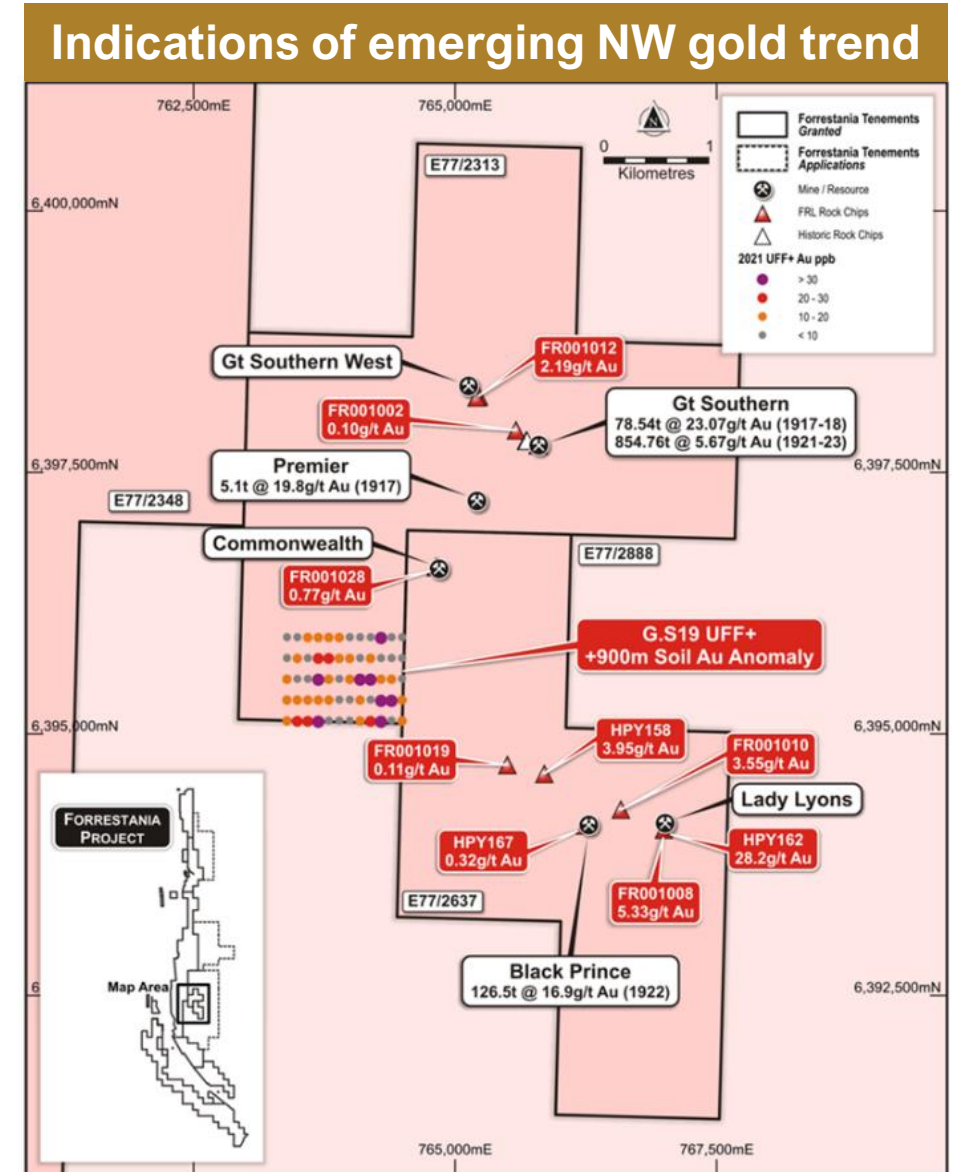 Indications of emerging NW gold trend
762,500mE
765,000mE
0
1
Kilometres
N
Forrestania Tenements
Granted
Forrestania Tenements
Applications
Mine / Resource
FRL Rock Chips
Historic Rock Chips
2021 UFF+ Au ppb
> 30
20 - 30
10 - 20
< 10
E77/2313
6,400,000mN
Gt Southern West
FR001012
2.19g/t Au
FR001002
0.10g/t Au
Gt Southern
78.54t @ 23.07g/t Au (1917-18)
854.76t @ 5.67g/t Au (1921-23)
6,397,500mN
6,397,500mN
Premier
5.1t @ 19.8g/t Au (1917)
E77/2348
Commonwealth
E77/2888
FR001028
0.77g/t Au
G.S19 UFF+
+900m Soil Au Anomaly
6,395,000mN
6,395,000mN
HPY158
3.95g/t Au
FR001019
0.11g/t Au
FR001010
3.55g/t Au
Lady Lyons
HPY167
0.32g/t Au
HPY162
28.2g/t Au
FR001008
5.33g/t Au
E77/2637
Black Prince
126.5t @ 16.9g/t Au (1922)
FORRESTANIA
PROJECT
Map Area
6
6,392,500mN
765,000mE
767,500mE